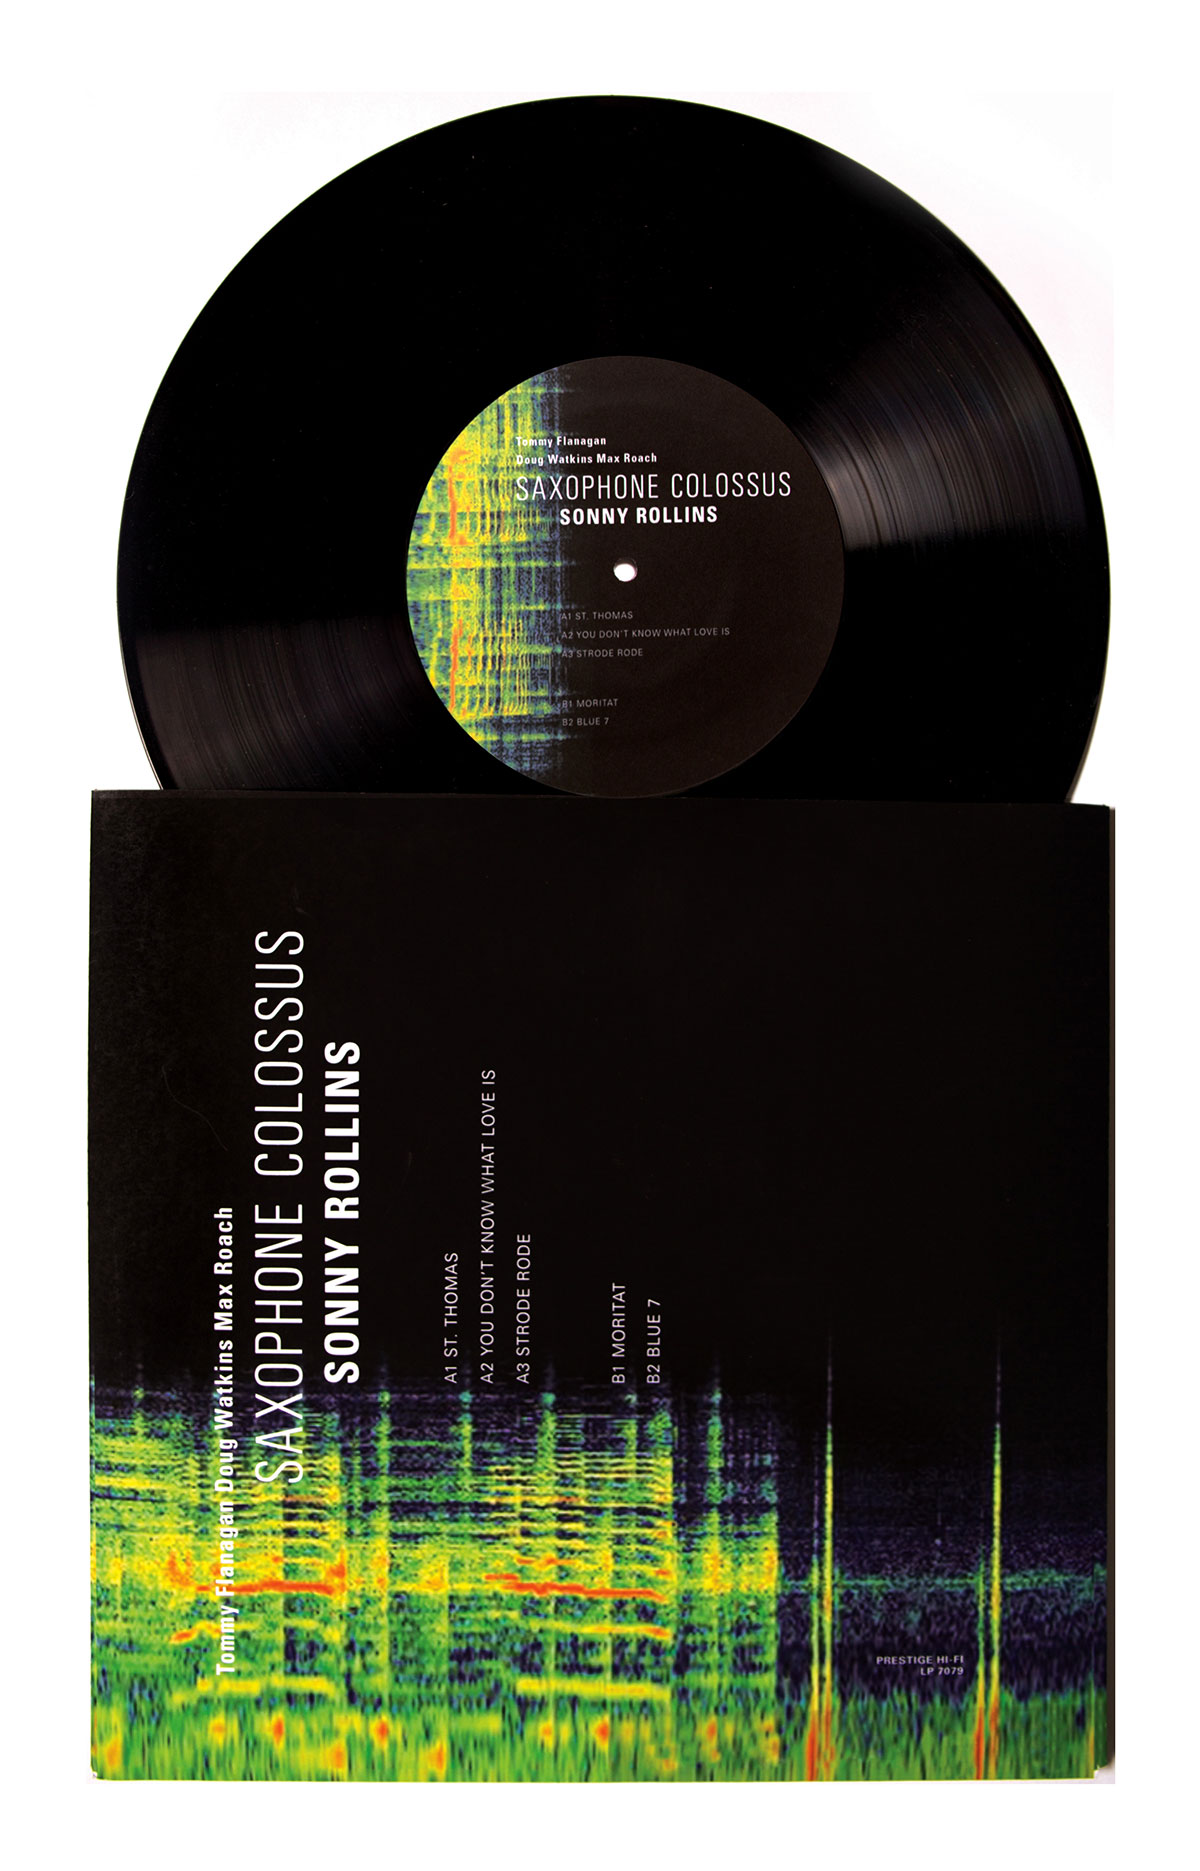 Tommy Flanagan
Doug Watkins Max Roach
SAXOPHONE COLOSSUS
SONNY ROLLINS
A1 ST. THOMAS
A2 YOU DON'T KNOW WHAT LOVE IS
A3 STRODE RODE
B1 MORITAT
B2 BLUE 7
Tommy Flanagan Doug Watkins Max Roach
SAXOPHONE COLOSSUS
SONNY ROLLINS
A1 ST. THOMAS
A2 YOU DON'T KNOW WHAT LOVE IS
A3 STRODE RODE
B1 MORITAT
B2 BLUE 7
PRESTIGE HI-FI
LP 7079